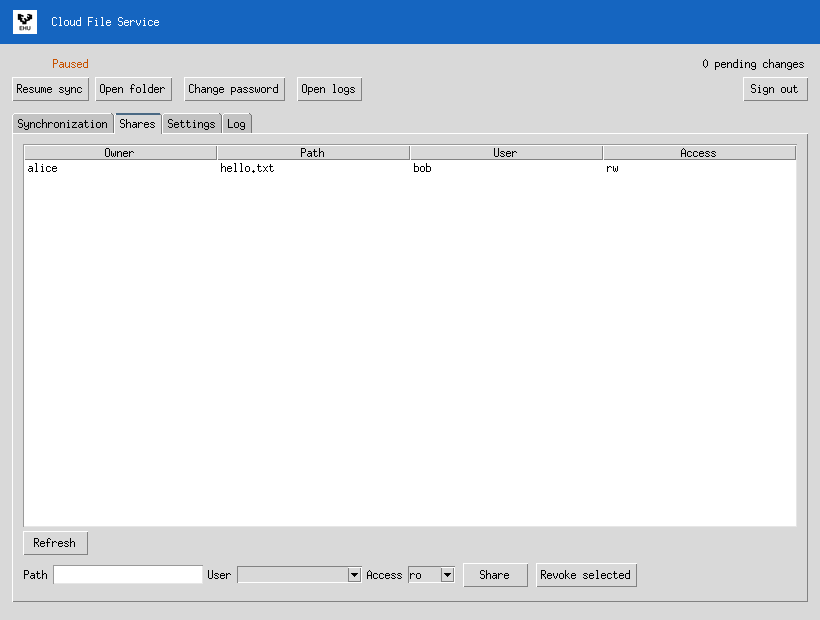 EHU Cloud File Service
Paused 0 pending changes
Resume sync Open folder Change password Open logs Sign out
Synchronization Shares Settings Log
Owner Path User Access
alice hello.txt bob rw
Refresh
Path User Access ro Share Revoke selected